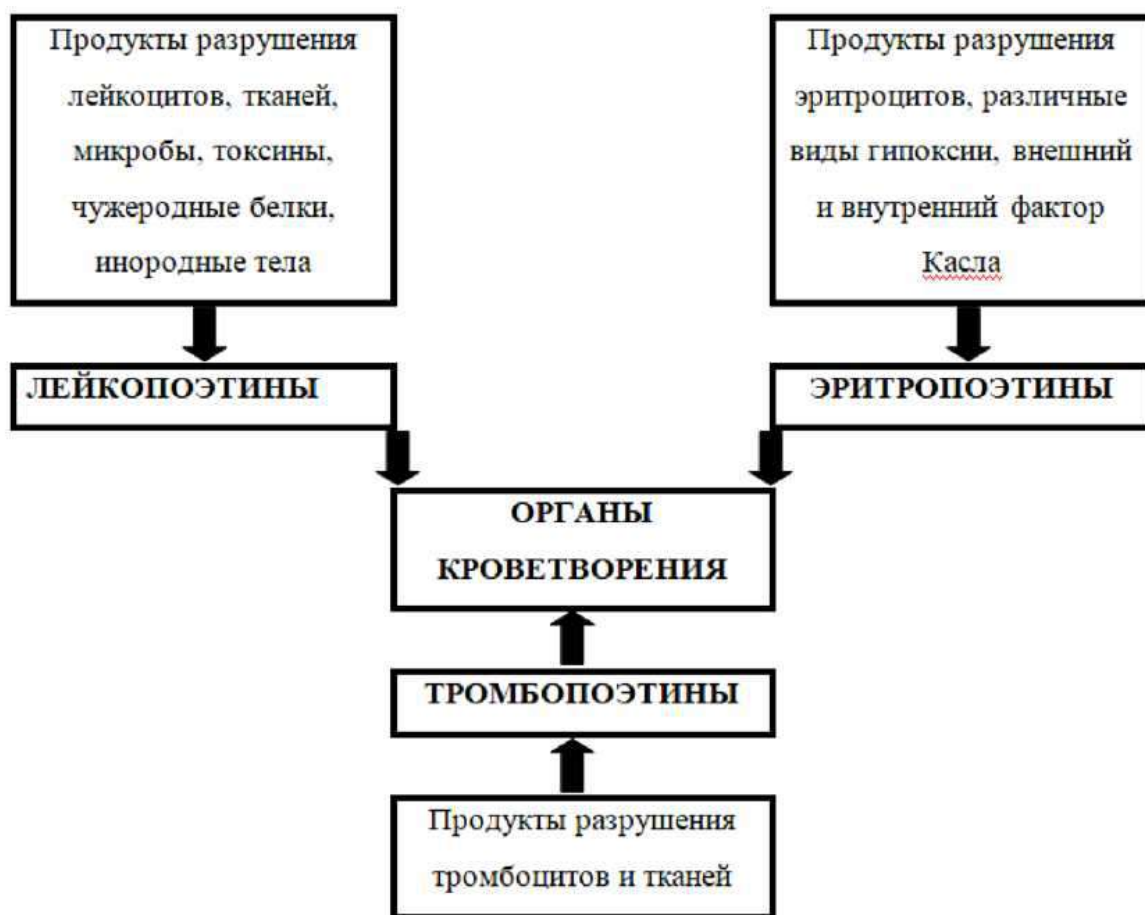 Продукты разрушения
лейкоцитов, тканей,
микробы, токсины,
чужеродные белки,
инородные тела
Продукты разрушения
эритроцитов, различные
виды гипоксии, внешний
и внутренний фактор
Касла
ЛЕЙКОПОЭТИНЫ
ЭРИТРОПОЭТИНЫ
ОРГАНЫ
КРОВЕТВОРЕНИЯ
ТРОМБОПОЭТИНЫ
Продукты разрушения
тромбоцитов и тканей